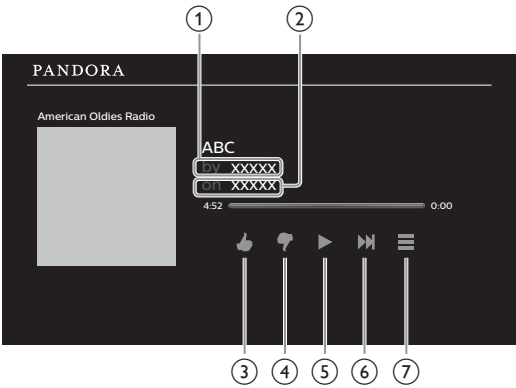 ① ②
PANDORA
American Oldies Radio
ABC
by xxxxx
on xxxxx
4:52 0:00
③ ④ ⑤ ⑥ ⑦